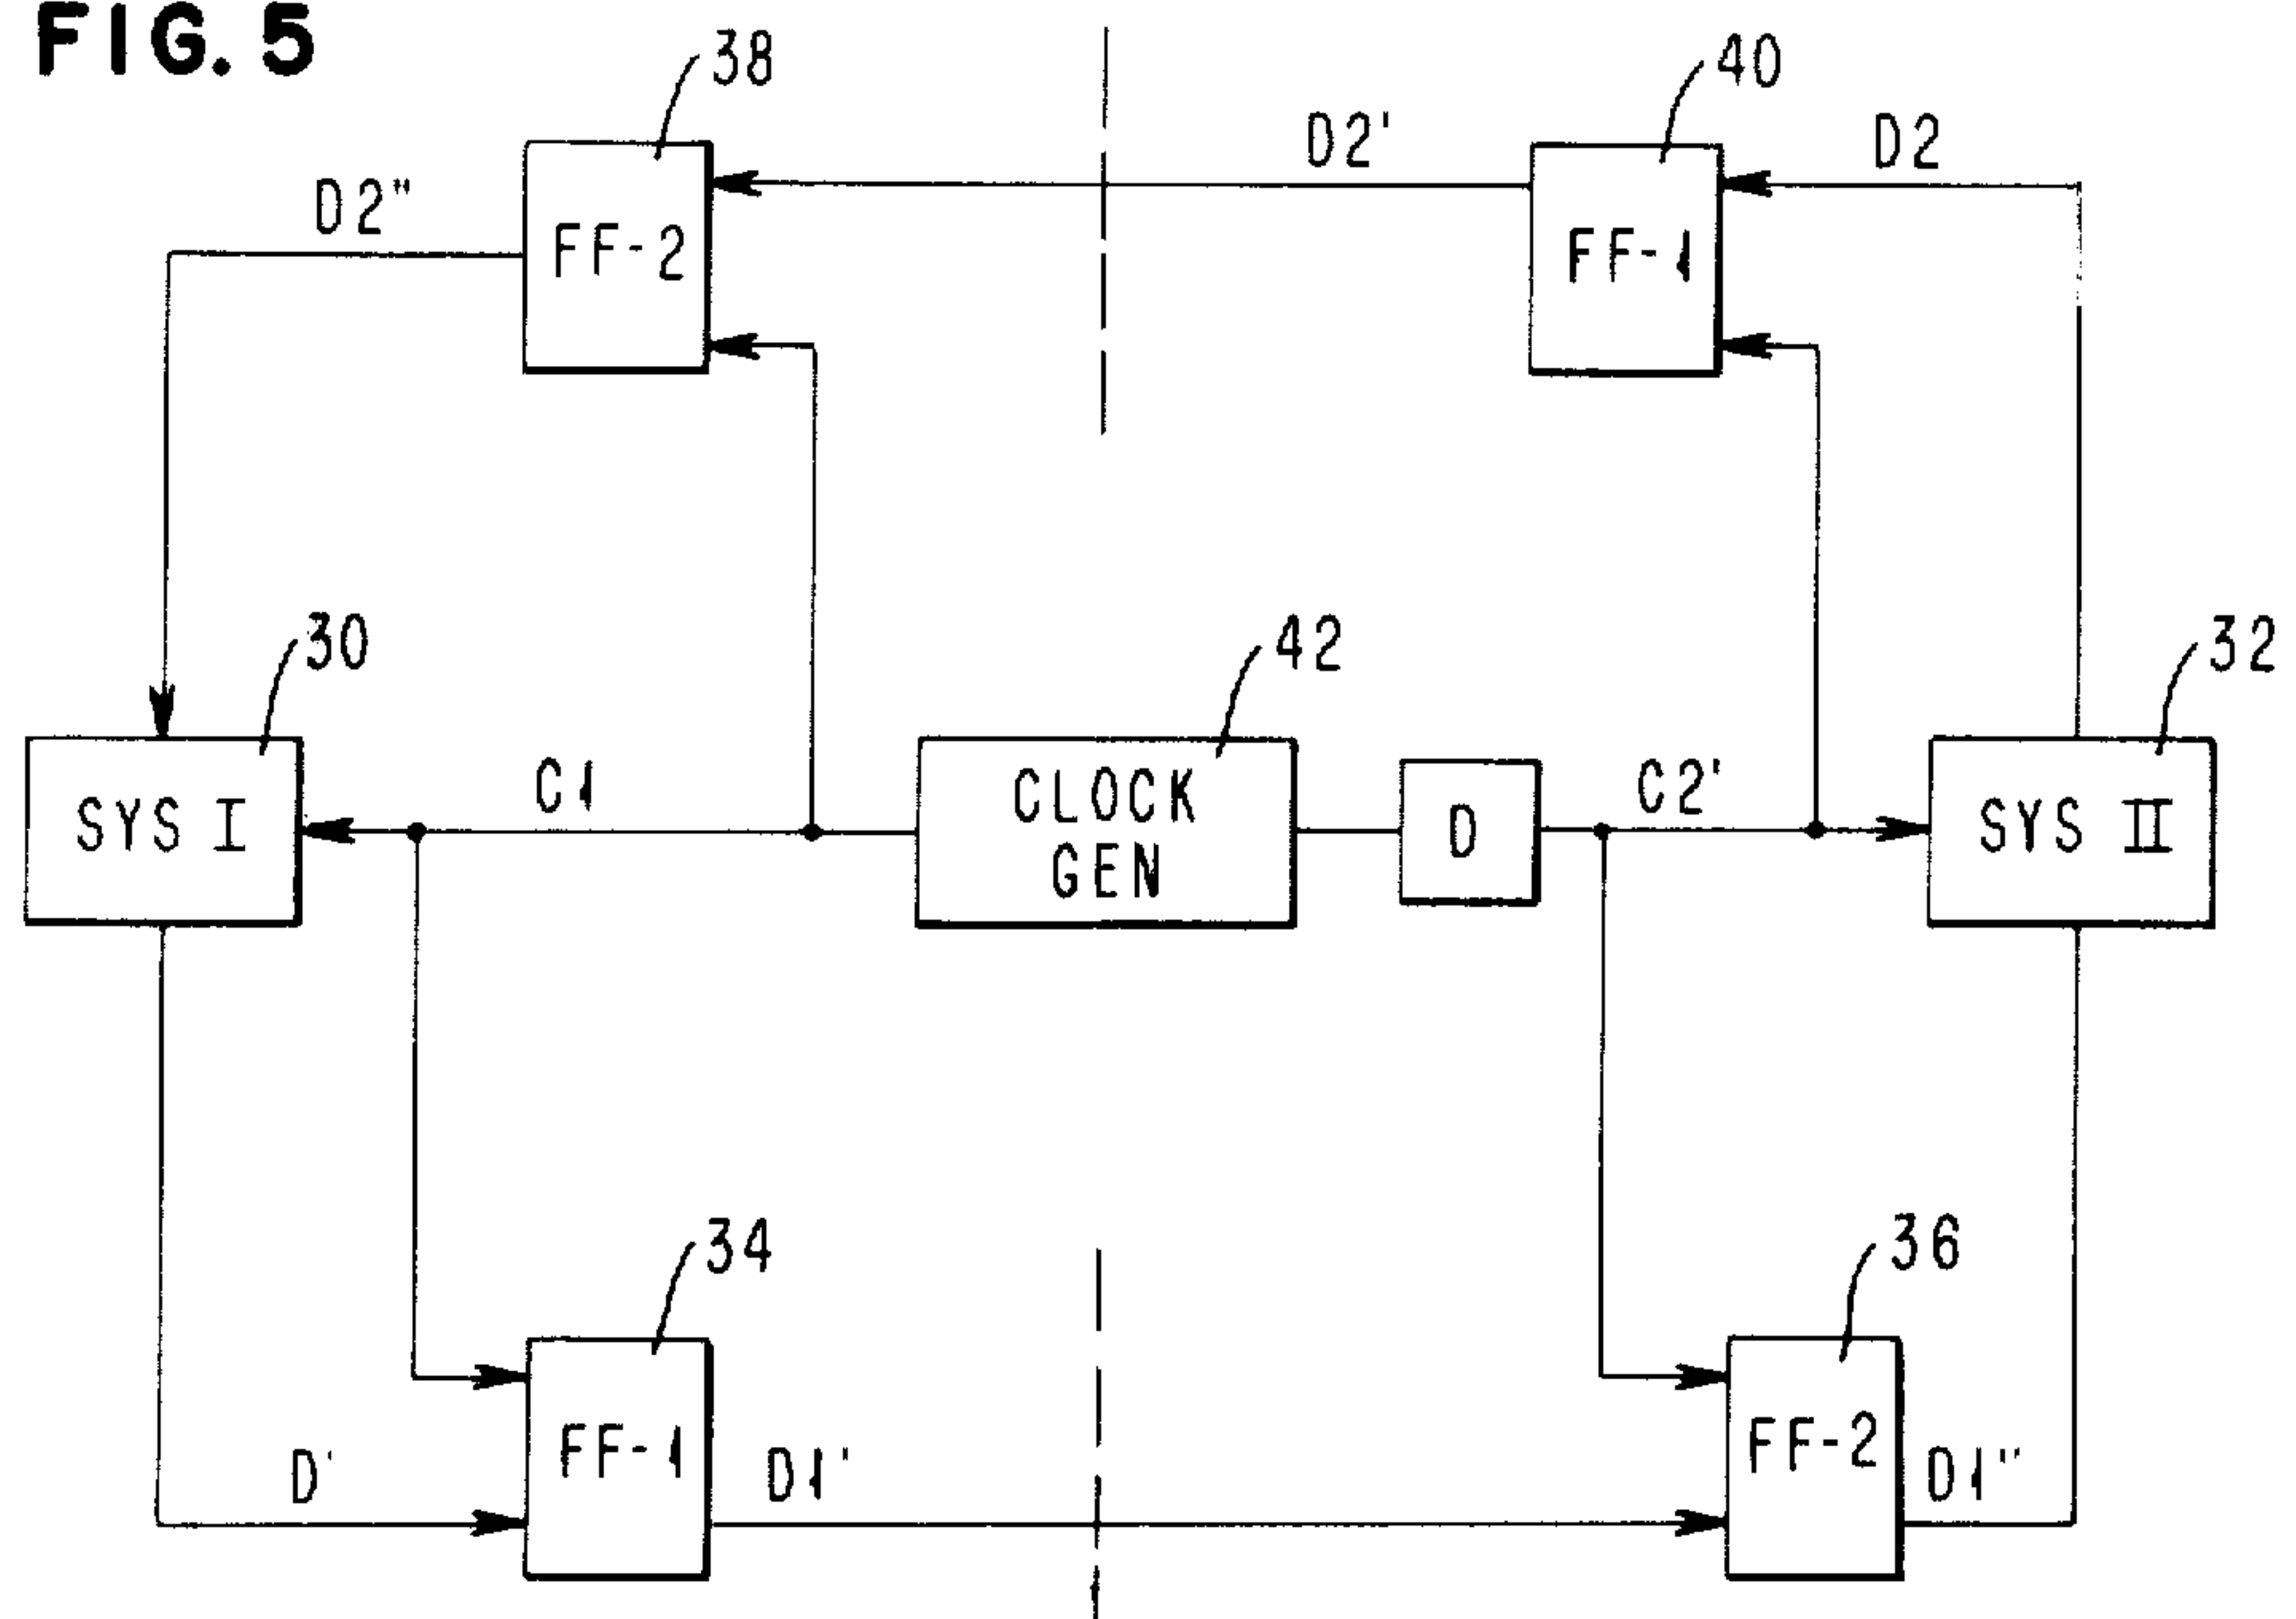 FIG. 5
38
40
D2'
D2
D2"
FF-2
FF-1
30
42
32
C1
C2'
SYS I
CLOCK
GEN
D
SYS II
34
36
FF-1
FF-2
D'
D1'
D1"